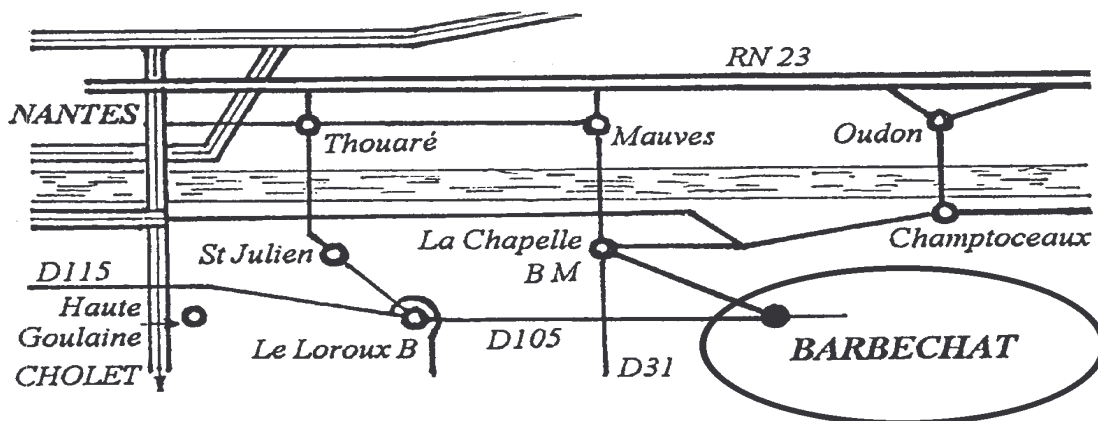 RN 23
NANTES
Thouaré
Mauves
Oudon
St Julien
La Chapelle
B M
Champtoceaux
D115
Haute
Goulaine
Le Loroux B
D105
BARBECHAT
D31
CHOLET